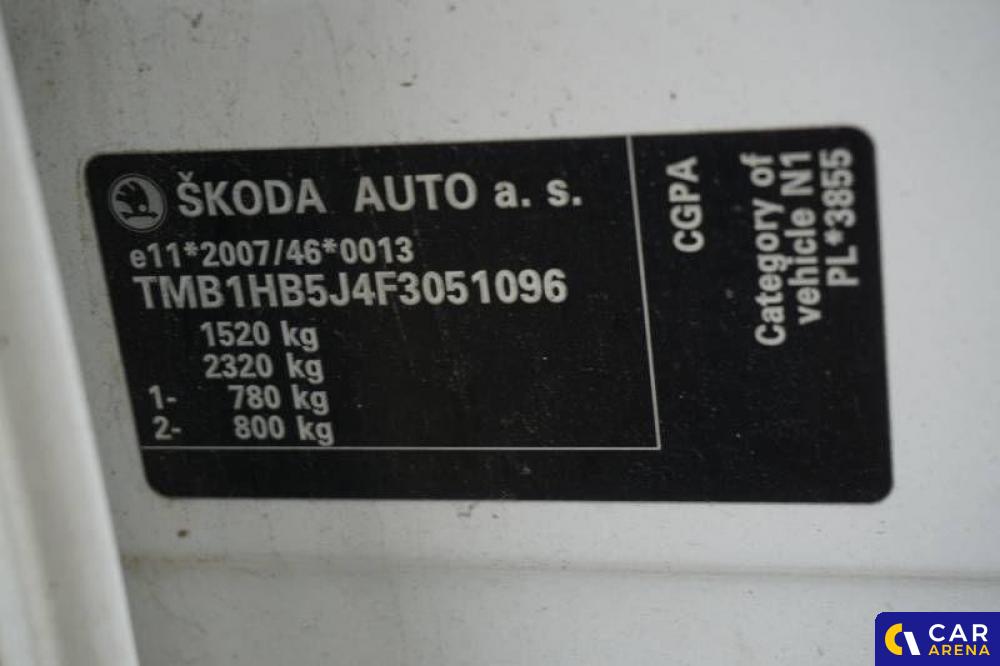 ŠKODA AUTO a. s.
e11*2007/46*0013
TMB1HB5J4F3051096
1520 kg
2320 kg
1- 780 kg
2- 800 kg
CGPA
Category of
vehicle N1
PL*3855
CAR
ARENA